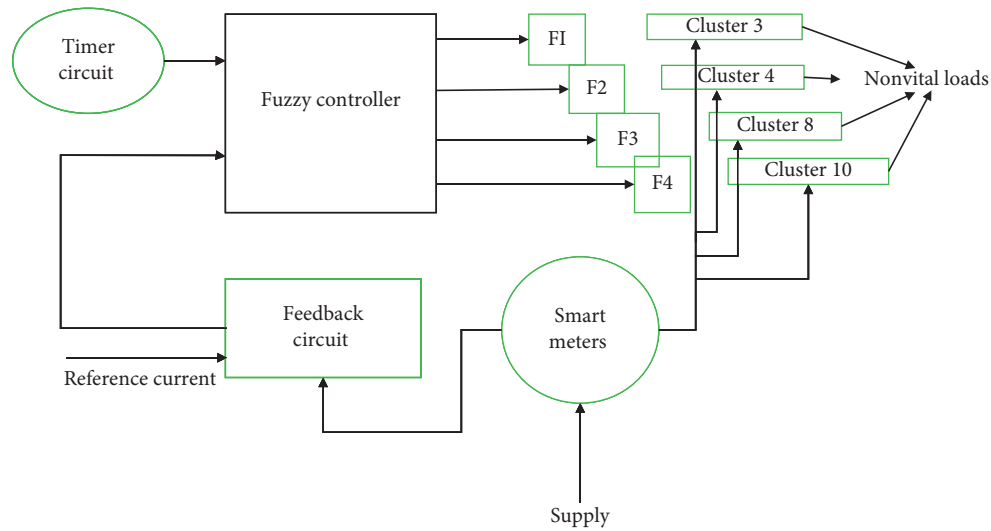 Timer
circuit
Fuzzy controller
FI
F2
F3
F4
Cluster 3
Cluster 4
Cluster 8
Cluster 10
Nonvital loads
Feedback
circuit
Reference current
Smart
meters
Supply